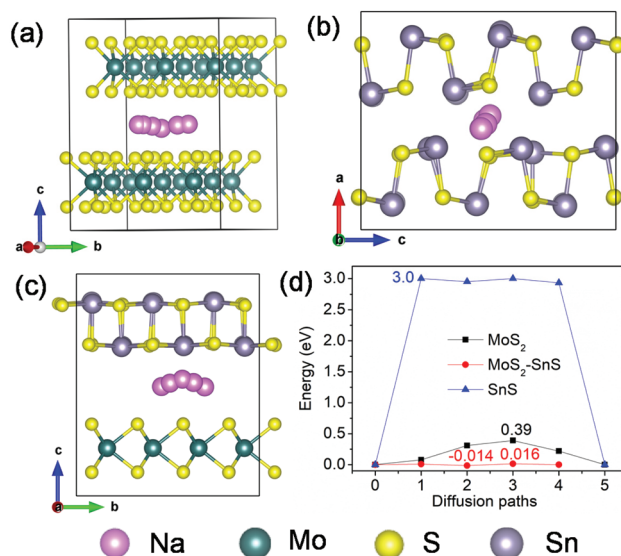 (a)
c
a
b
(b)
a
b
c
(c)
c
a
b
(d)
3.0
2.5
2.0
1.5
1.0
0.5
0.0
Energy (eV)
3.0
MoS2
MoS2-SnS
SnS
0.39
-0.014 0.016
0 1 2 3 4 5
Diffusion paths
Na Mo S Sn